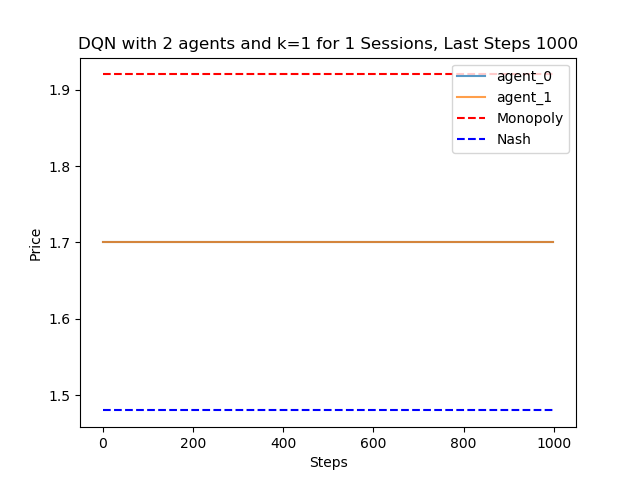 DQN with 2 agents and k=1 for 1 Sessions, Last Steps 1000
agent_0
agent_1
Monopoly
Nash
Price
1.9
1.8
1.7
1.6
1.5
0 200 400 600 800 1000
Steps